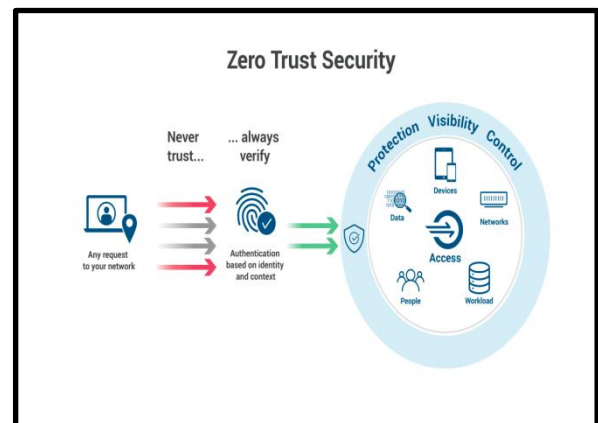 Zero Trust Security
Never
trust...
... always
verify
Any request
to your network
Authentication
based on identity
and context
Protection Visibility Control
Devices
Data
Networks
Access
People
Workload